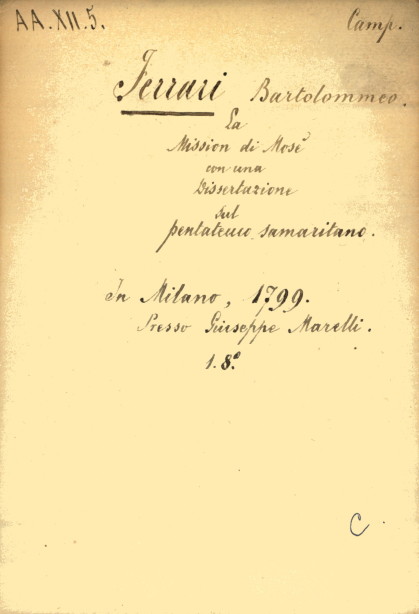 AA.XII.5.
Camp.
Ferrari Bartolommeo.
La
Mission di Mosè
con una
Dissertazione
sul
pentateuco samaritano.
In Milano, 1799.
Presso Giuseppe Marelli.
1.8º
C.